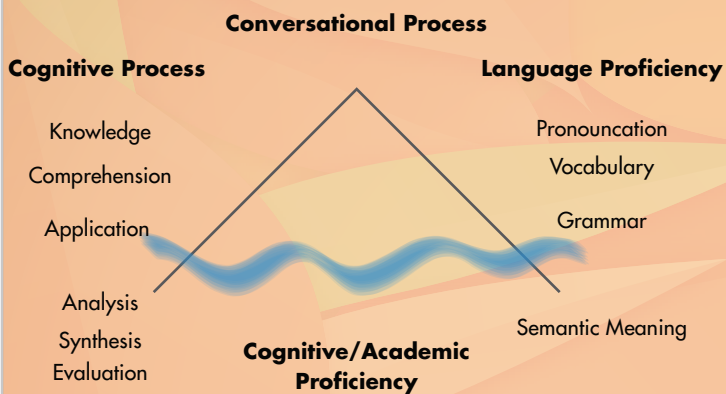 Conversational Process
Cognitive Process
Language Proficiency
Knowledge
Pronouncation
Comprehension
Vocabulary
Application
Grammar
Analysis
Synthesis
Semantic Meaning
Evaluation
Cognitive/Academic
Proficiency